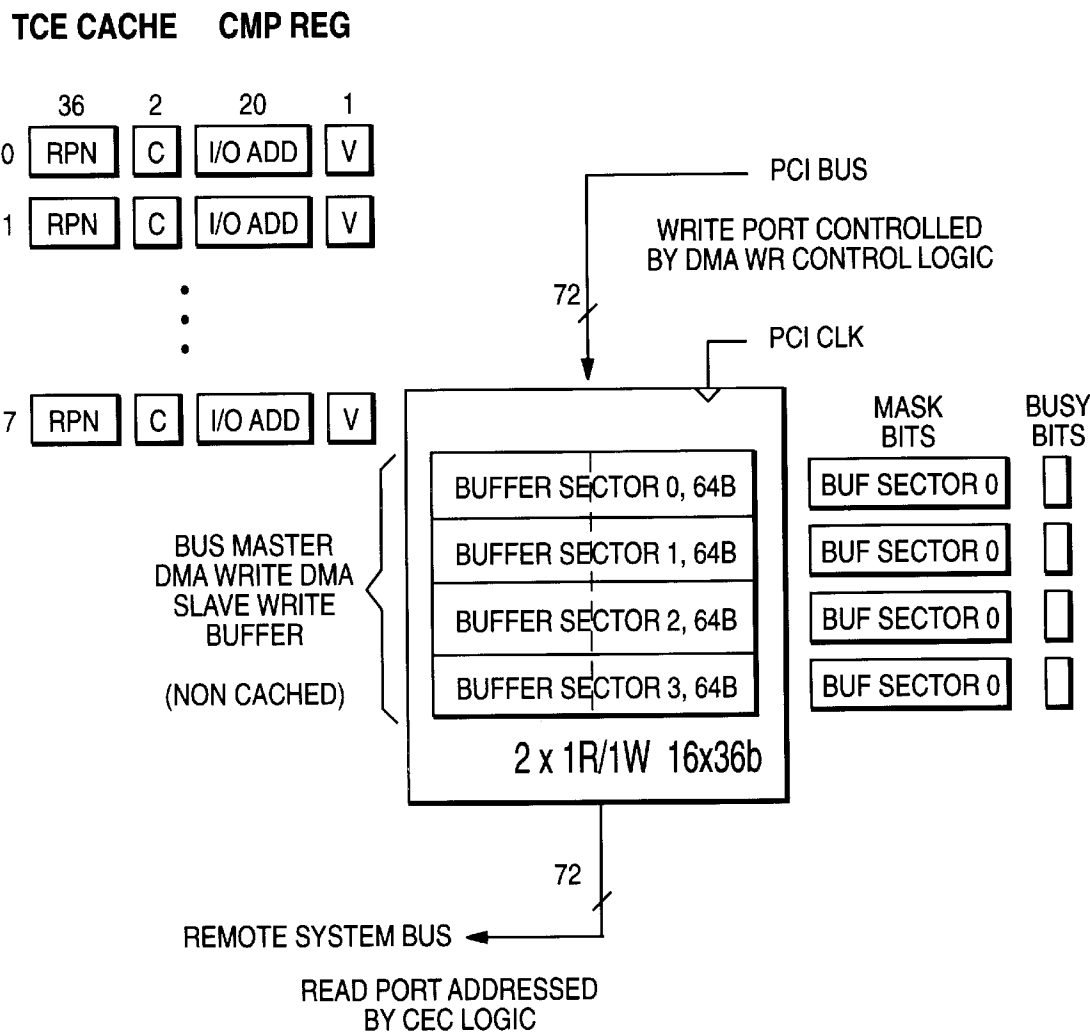 TCE CACHE CMP REG
36 2 20 1
0 RPN C I/O ADD V
1 RPN C I/O ADD V
7 RPN C I/O ADD V
PCI BUS
WRITE PORT CONTROLLED
BY DMA WR CONTROL LOGIC
72
PCI CLK
MASK
BITS
BUSY
BITS
BUFFER SECTOR 0, 64B
BUFFER SECTOR 1, 64B
BUFFER SECTOR 2, 64B
BUFFER SECTOR 3, 64B
BUF SECTOR 0
BUF SECTOR 0
BUF SECTOR 0
BUF SECTOR 0
BUS MASTER
DMA WRITE DMA
SLAVE WRITE
BUFFER
(NON CACHED)
2 x 1R/1W 16x36b
72
REMOTE SYSTEM BUS
READ PORT ADDRESSED
BY CEC LOGIC